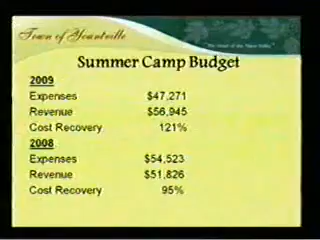 Town of Yountville
Summer Camp Budget
2009
Expenses $47,271
Revenue $56,945
Cost Recovery 121%
2008
Expenses $54,523
Revenue $51,826
Cost Recovery 95%